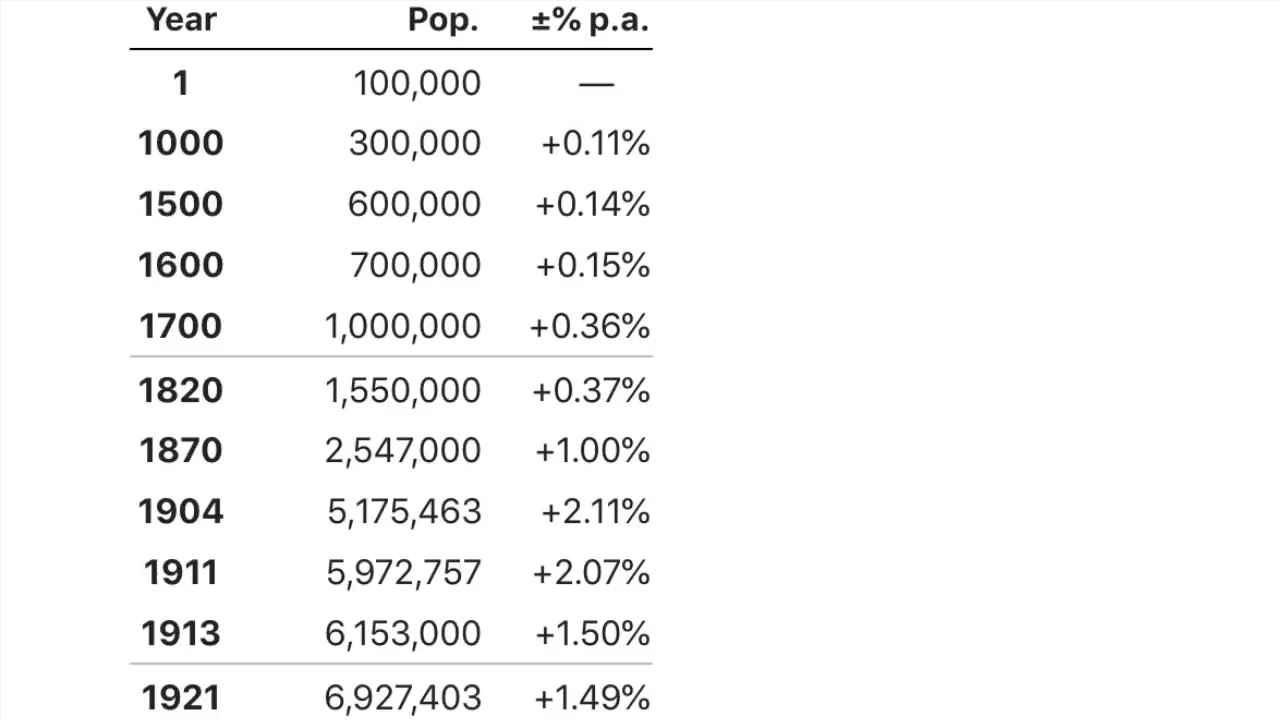 Year Pop. ±% p.a.
1 100,000 —
1000 300,000 +0.11%
1500 600,000 +0.14%
1600 700,000 +0.15%
1700 1,000,000 +0.36%
1820 1,550,000 +0.37%
1870 2,547,000 +1.00%
1904 5,175,463 +2.11%
1911 5,972,757 +2.07%
1913 6,153,000 +1.50%
1921 6,927,403 +1.49%